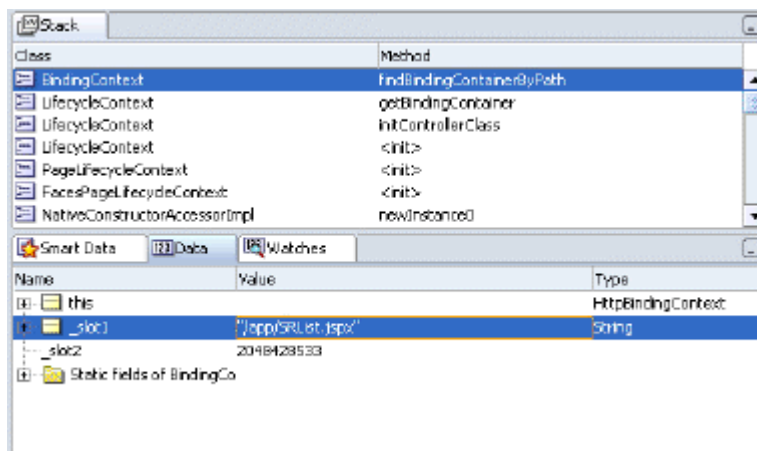 Stack
Class Method
BindingContext findBindingContainerByPath
LifecycleContext getBindingContainer
LifecycleContext initControllerClass
LifecycleContext <init>
PageLifecycleContext <init>
FacesPageLifecycleContext <init>
NativeConstructorAccessorImpl newInstance0
Smart Data Data Watches
Name Value Type
this HttpBindingContext
_slot1 "/app/SRList.jspx" String
_slot2 2048428533
Static fields of BindingCo